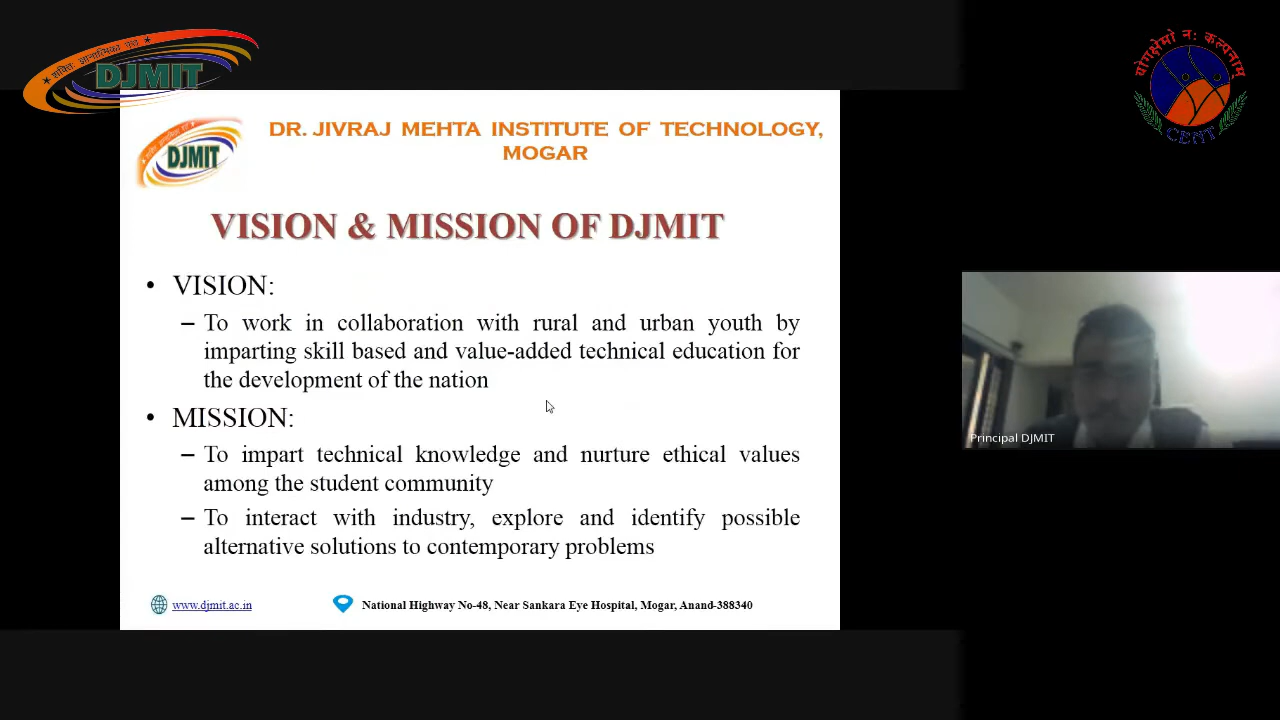 DJMIT
योगक्षेमो नः कल्पनाम
CENT
DJMIT
DR. JIVRAJ MEHTA INSTITUTE OF TECHNOLOGY,
MOGAR
VISION & MISSION OF DJMIT
• VISION:
– To work in collaboration with rural and urban youth by
imparting skill based and value-added technical education for
the development of the nation
• MISSION:
– To impart technical knowledge and nurture ethical values
among the student community
– To interact with industry, explore and identify possible
alternative solutions to contemporary problems
www.djmit.ac.in
National Highway No-48, Near Sankara Eye Hospital, Mogar, Anand-388340
Principal DJMIT